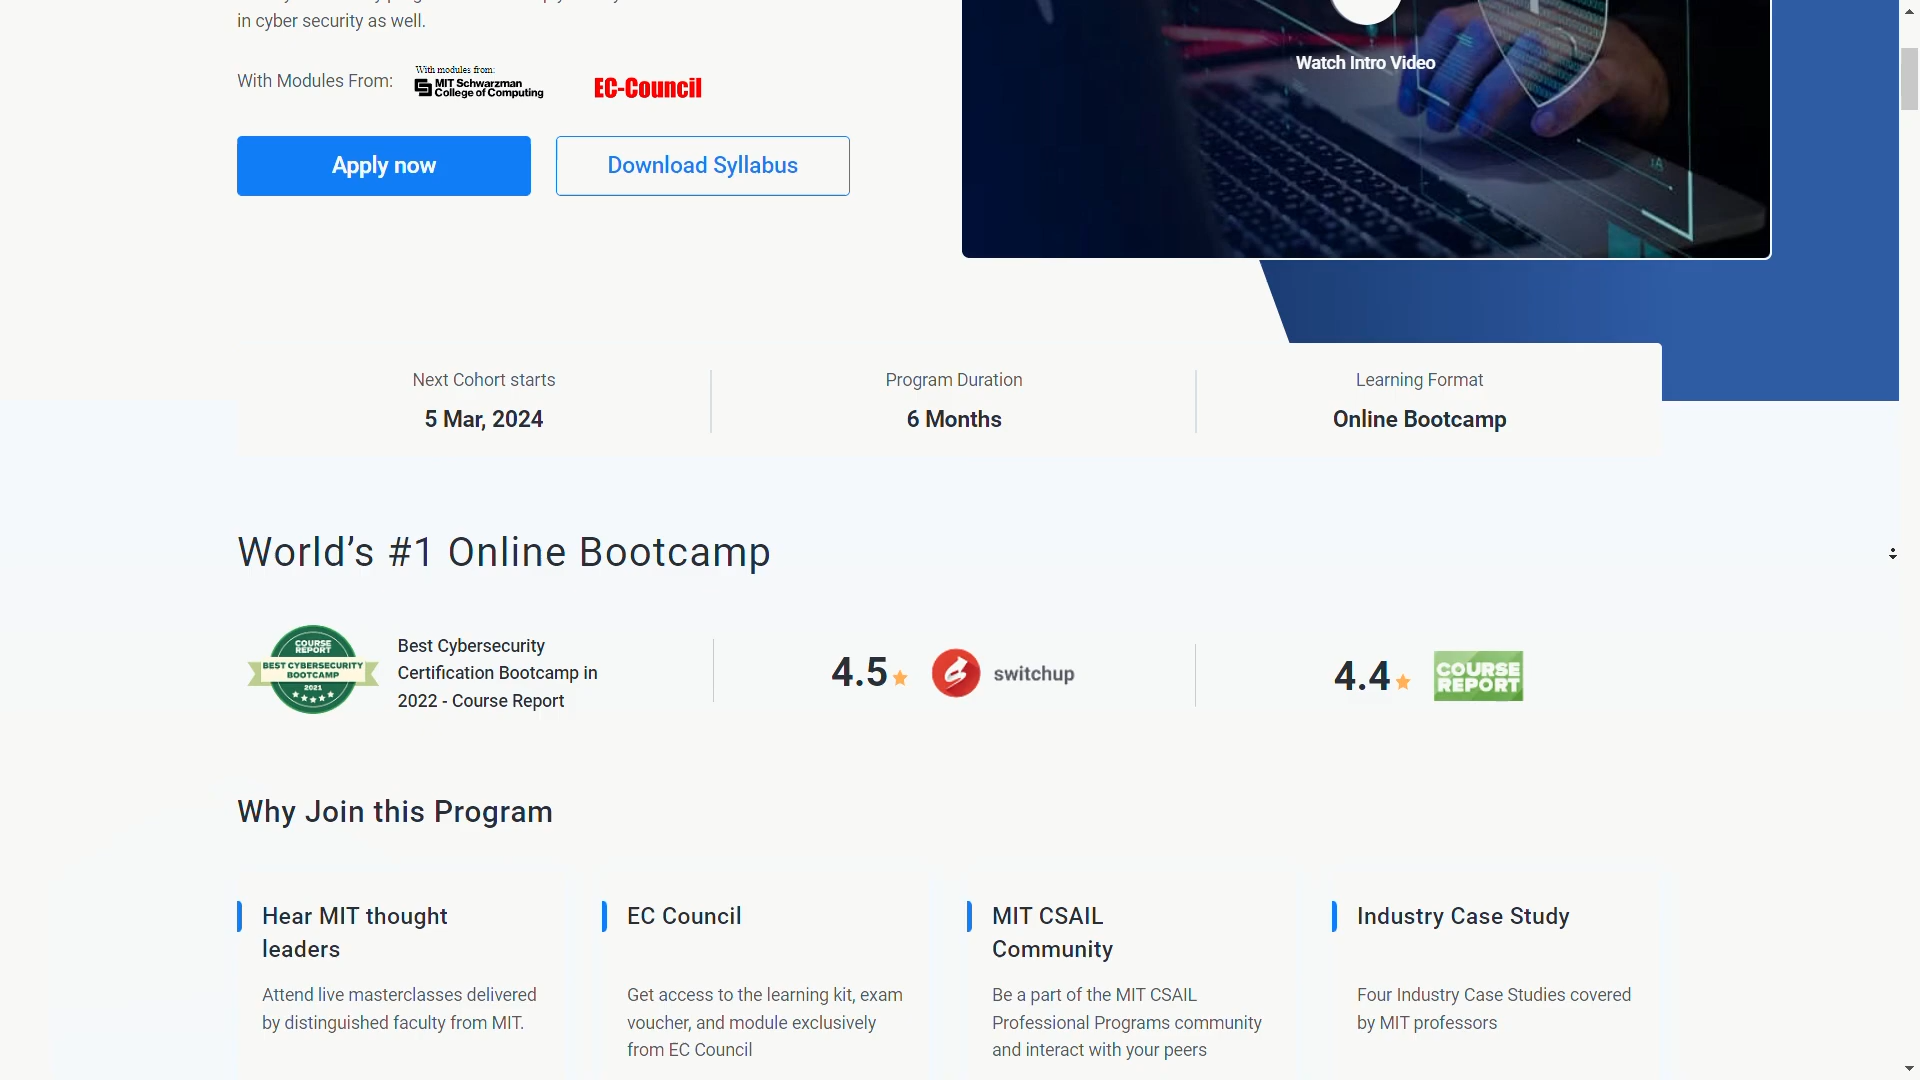 in cyber security as well.
With Modules From:
With modules from:
MIT Schwarzman
College of Computing
EC-Council
Watch Intro Video
Apply now
Download Syllabus
Next Cohort starts
5 Mar, 2024
Program Duration
6 Months
Learning Format
Online Bootcamp
World’s #1 Online Bootcamp
COURSE
REPORT
BEST CYBERSECURITY
BOOTCAMP
2021
Best Cybersecurity
Certification Bootcamp in
2022 - Course Report
4.5
switchup
4.4
COURSE
REPORT
Why Join this Program
Hear MIT thought
leaders
Attend live masterclasses delivered
by distinguished faculty from MIT.
EC Council
Get access to the learning kit, exam
voucher, and module exclusively
from EC Council
MIT CSAIL
Community
Be a part of the MIT CSAIL
Professional Programs community
and interact with your peers
Industry Case Study
Four Industry Case Studies covered
by MIT professors